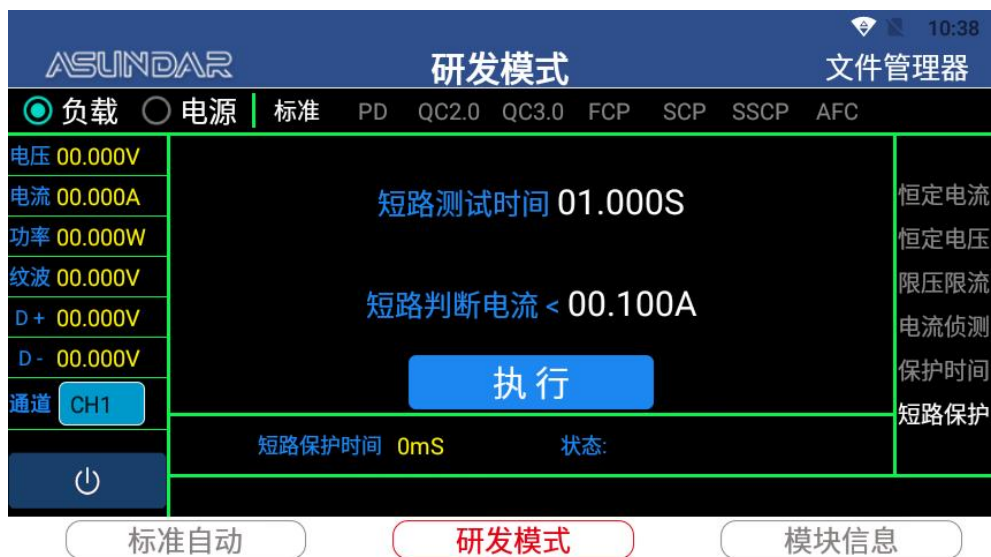 10:38
ASUNDAR 研发模式 文件管理器
负载 电源 标准 PD QC2.0 QC3.0 FCP SCP SSCP AFC
电压 00.000V
电流 00.000A
功率 00.000W
纹波 00.000V
D+ 00.000V
D- 00.000V
通道 CH1
短路测试时间 01.000S
短路判断电流 < 00.100A
执行
短路保护时间 0mS 状态:
恒定电流
恒定电压
限压限流
电流侦测
保护时间
短路保护
标准自动 研发模式 模块信息